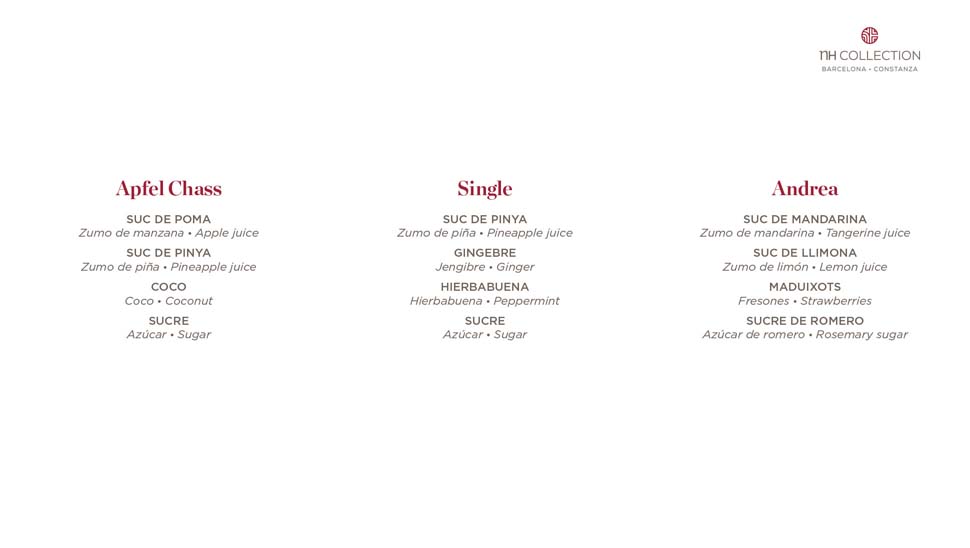 NH COLLECTION
BARCELONA • CONSTANZA
Apfel Chass
SUC DE POMA
Zumo de manzana • Apple juice
SUC DE PINYA
Zumo de piña • Pineapple juice
COCO
Coco • Coconut
SUCRE
Azúcar • Sugar
Single
SUC DE PINYA
Zumo de piña • Pineapple juice
GINGEBRE
Jengibre • Ginger
HIERBABUENA
Hierbabuena • Peppermint
SUCRE
Azúcar • Sugar
Andrea
SUC DE MANDARINA
Zumo de mandarina • Tangerine juice
SUC DE LLIMONA
Zumo de limón • Lemon juice
MADUIXOTS
Fresones • Strawberries
SUCRE DE ROMERO
Azúcar de romero • Rosemary sugar